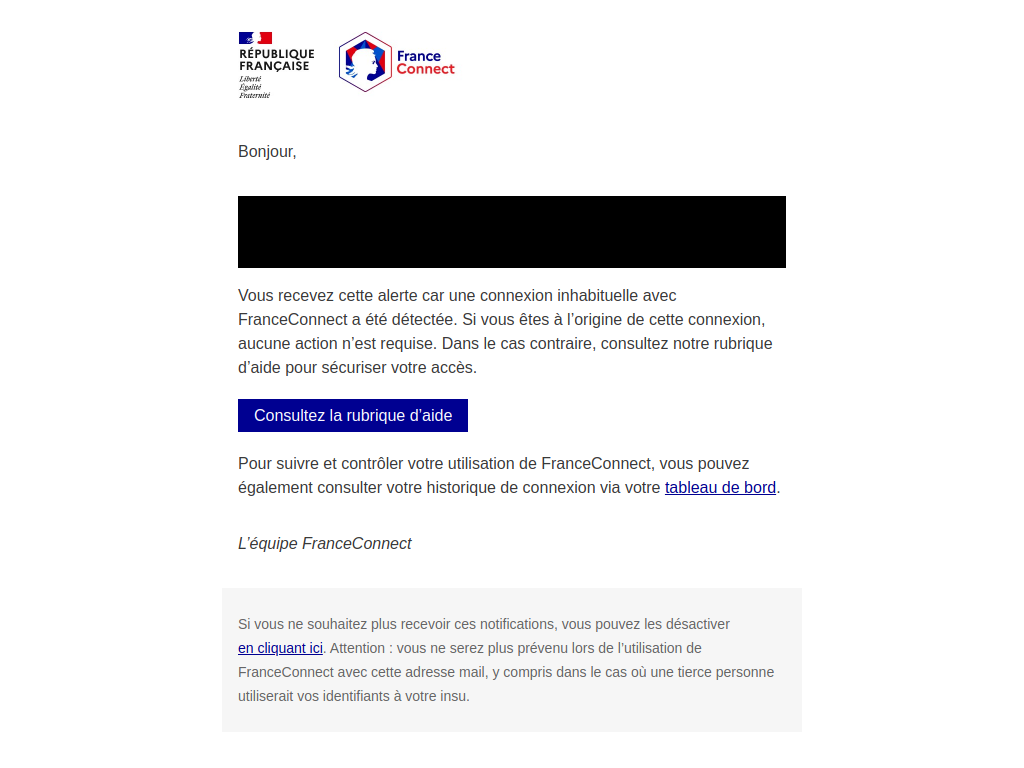 RÉPUBLIQUE
FRANÇAISE
Liberté
Égalité
Fraternité
France
Connect
Bonjour,
Vous recevez cette alerte car une connexion inhabituelle avec
FranceConnect a été détectée. Si vous êtes à l’origine de cette connexion,
aucune action n’est requise. Dans le cas contraire, consultez notre rubrique
d’aide pour sécuriser votre accès.
Consultez la rubrique d’aide
Pour suivre et contrôler votre utilisation de FranceConnect, vous pouvez
également consulter votre historique de connexion via votre tableau de bord.
L’équipe FranceConnect
Si vous ne souhaitez plus recevoir ces notifications, vous pouvez les désactiver
en cliquant ici. Attention : vous ne serez plus prévenu lors de l’utilisation de
FranceConnect avec cette adresse mail, y compris dans le cas où une tierce personne
utiliserait vos identifiants à votre insu.